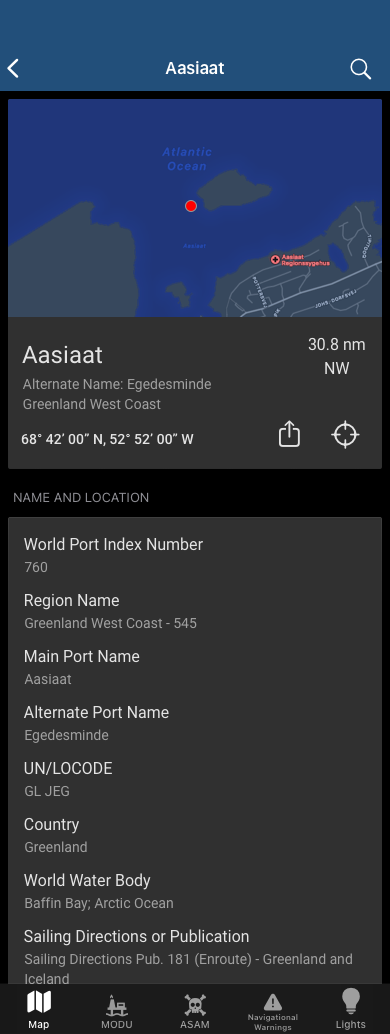 Aasiaat
Atlantic
Ocean
Aasiaat
Aasiaat
Regionssygehus
JOHS. DORFSVEJ
Aasiaat
30.8 nm
NW
Alternate Name: Egedesminde
Greenland West Coast
68° 42’ 00” N, 52° 52’ 00” W
NAME AND LOCATION
World Port Index Number
760
Region Name
Greenland West Coast - 545
Main Port Name
Aasiaat
Alternate Port Name
Egedesminde
UN/LOCODE
GL JEG
Country
Greenland
World Water Body
Baffin Bay; Arctic Ocean
Sailing Directions or Publication
Sailing Directions Pub. 181 (Enroute) - Greenland and
Iceland
Map
MODU
ASAM
Navigational
Warnings
Lights